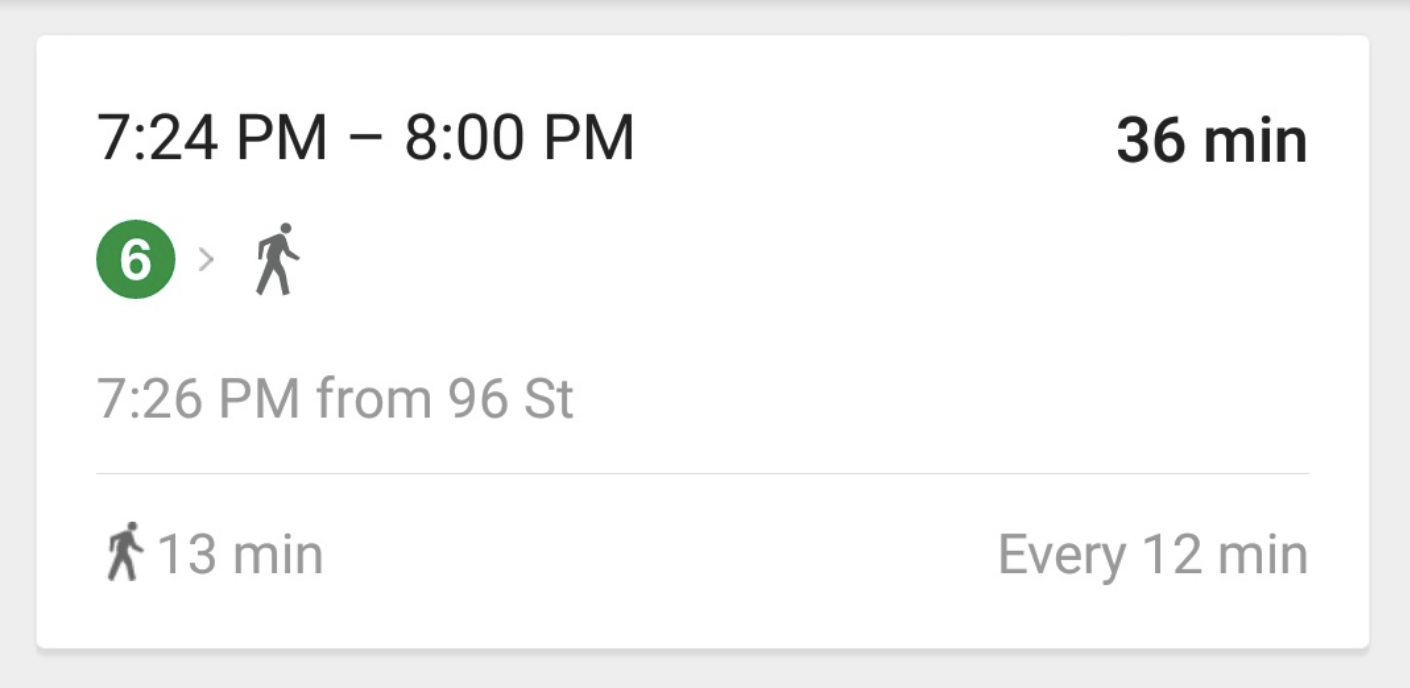 7:24 PM – 8:00 PM 36 min
6
7:26 PM from 96 St
13 min Every 12 min